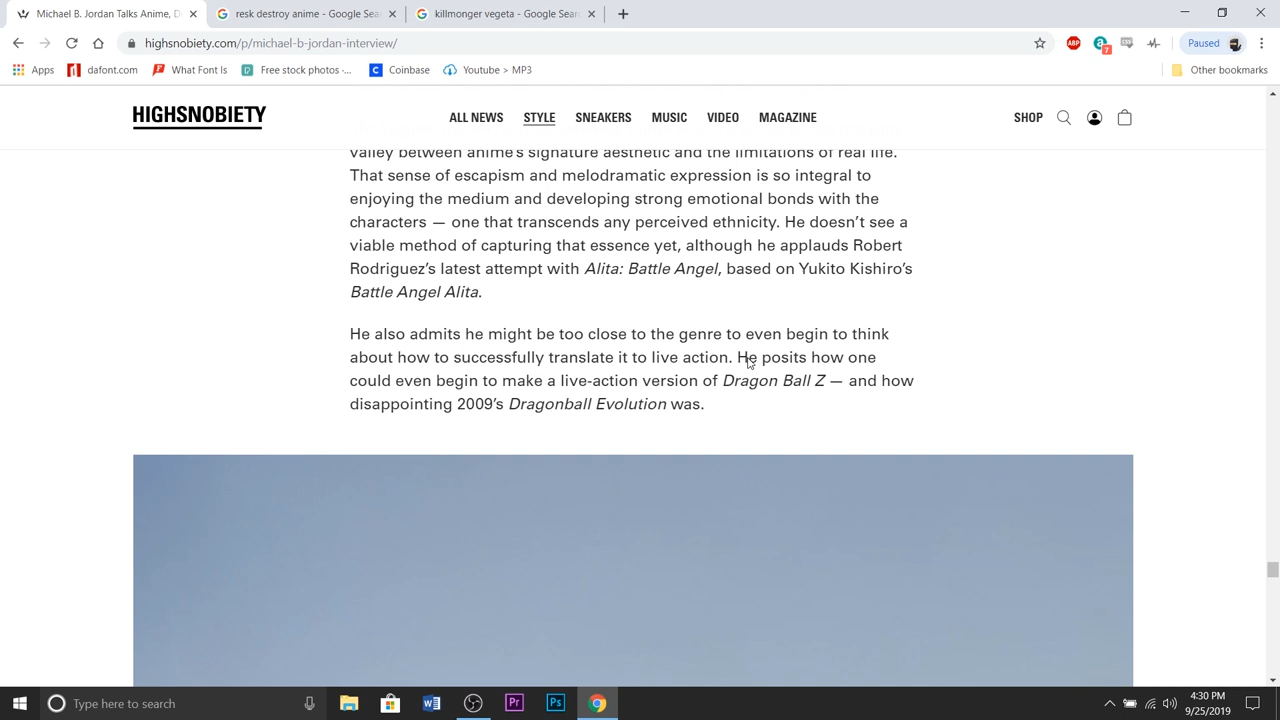 Michael B. Jordan Talks Anime, D
resk destroy anime - Google Sea
killmonger vegeta - Google Sear
highsnobiety.com/p/michael-b-jordan-interview/
ABP
7
CSS
Paused
Apps
dafont.com
What Font Is
Free stock photos · ...
Coinbase
Youtube > MP3
Other bookmarks
HIGHSNOBIETY
ALL NEWS
STYLE
SNEAKERS
MUSIC
VIDEO
MAGAZINE
SHOP
valley between anime's signature aesthetic and the limitations of real life.
That sense of escapism and melodramatic expression is so integral to
enjoying the medium and developing strong emotional bonds with the
characters — one that transcends any perceived ethnicity. He doesn't see a
viable method of capturing that essence yet, although he applauds Robert
Rodriguez's latest attempt with Alita: Battle Angel, based on Yukito Kishiro's
Battle Angel Alita.
He also admits he might be too close to the genre to even begin to think
about how to successfully translate it to live action. He posits how one
could even begin to make a live-action version of Dragon Ball Z — and how
disappointing 2009's Dragonball Evolution was.
Type here to search
W
Pr
Ps
4:30 PM
9/25/2019